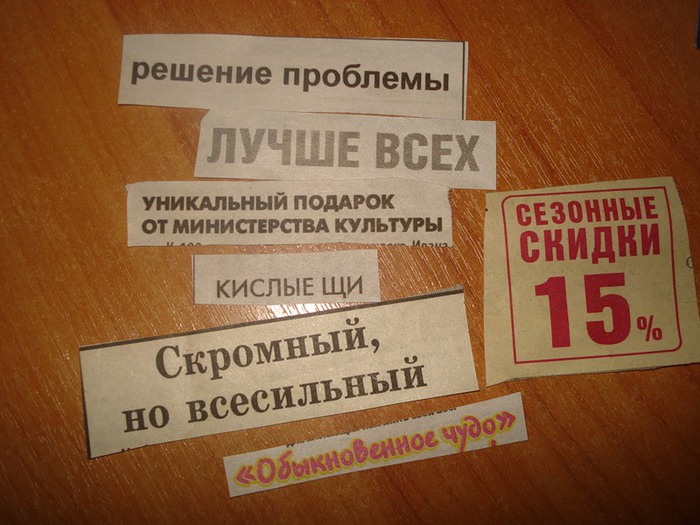 решение проблемы
ЛУЧШЕ ВСЕХ
УНИКАЛЬНЫЙ ПОДАРОК
ОТ МИНИСТЕРСТВА КУЛЬТУРЫ
КИСЛЫЕ ЩИ
Скромный,
но всесильный
«Обыкновенное чудо»
СЕЗОННЫЕ
СКИДКИ
15%